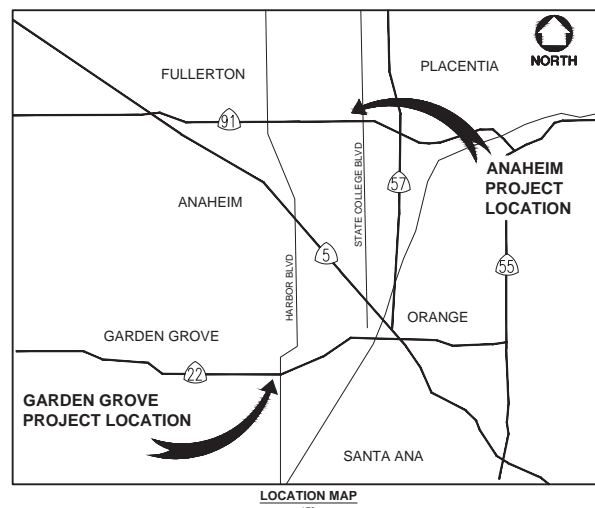 FULLERTON
PLACENTIA
NORTH
91
ANAHEIM
PROJECT
LOCATION
57
ANAHEIM
STATE COLLEGE BLVD
HARBOR BLVD
5
55
ORANGE
GARDEN GROVE
22
GARDEN GROVE
PROJECT LOCATION
SANTA ANA
LOCATION MAP